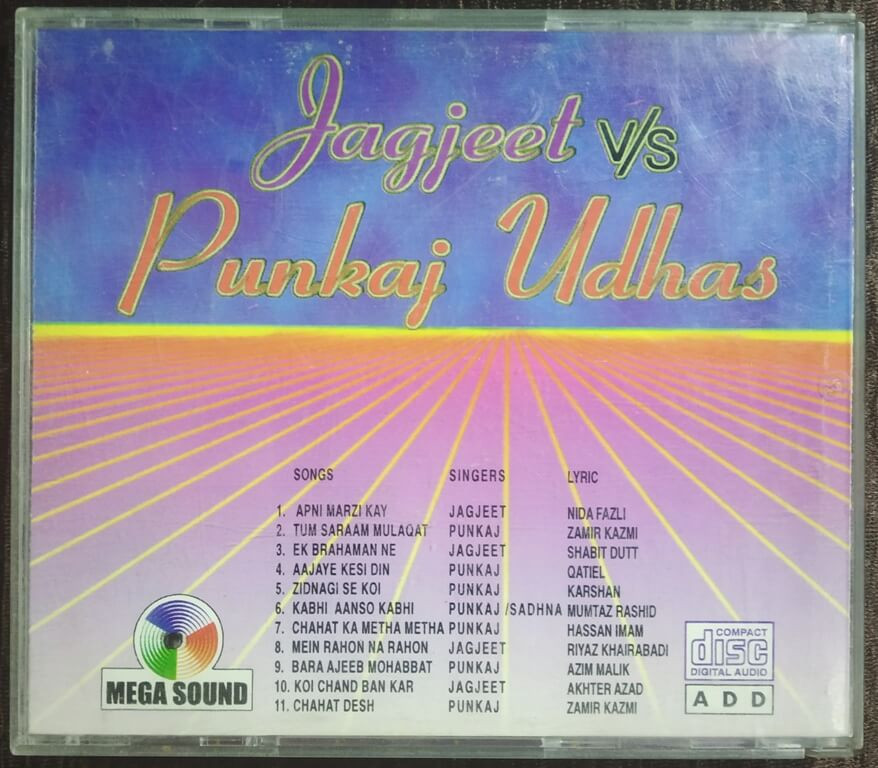 Jagjeet V/S
Punkaj Udhas
SONGS SINGERS LYRIC
1. APNI MARZI KAY JAGJEET NIDA FAZLI
2. TUM SARAAM MULAQAT PUNKAJ ZAMIR KAZMI
3. EK BRAHAMAN NE JAGJEET SHABIT DUTT
4. AAJAYE KESI DIN PUNKAJ QATIEL
5. ZIDNAGI SE KOI PUNKAJ KARSHAN
6. KABHI AANSO KABHI PUNKAJ /SADHNA MUMTAZ RASHID
7. CHAHAT KA METHA METHA PUNKAJ HASSAN IMAM
8. MEIN RAHON NA RAHON JAGJEET RIYAZ KHAIRABADI
9. BARA AJEEB MOHABBAT PUNKAJ AZIM MALIK
10. KOI CHAND BAN KAR JAGJEET AKHTER AZAD
11. CHAHAT DESH PUNKAJ ZAMIR KAZMI
MEGA SOUND
COMPACT
disc
DIGITAL AUDIO
A D D